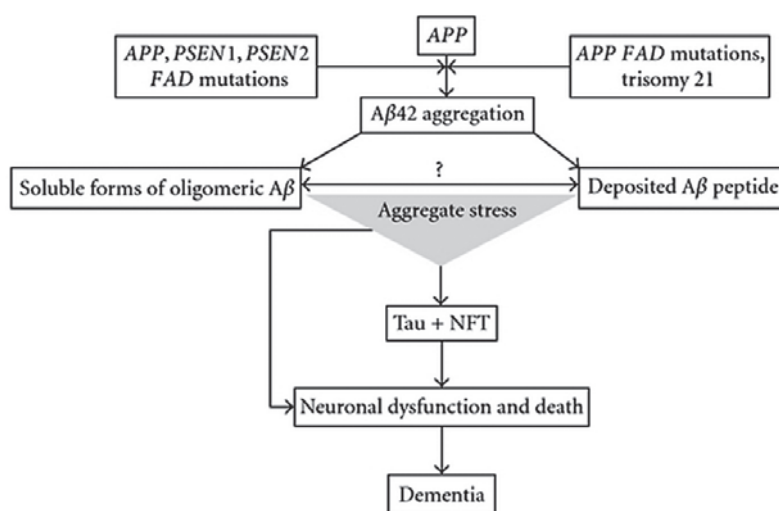 APP
APP, PSEN1, PSEN2
FAD mutations
APP FAD mutations,
trisomy 21
Aβ42 aggregation
?
Soluble forms of oligomeric Aβ
Deposited Aβ peptide
Aggregate stress
Tau + NFT
Neuronal dysfunction and death
Dementia